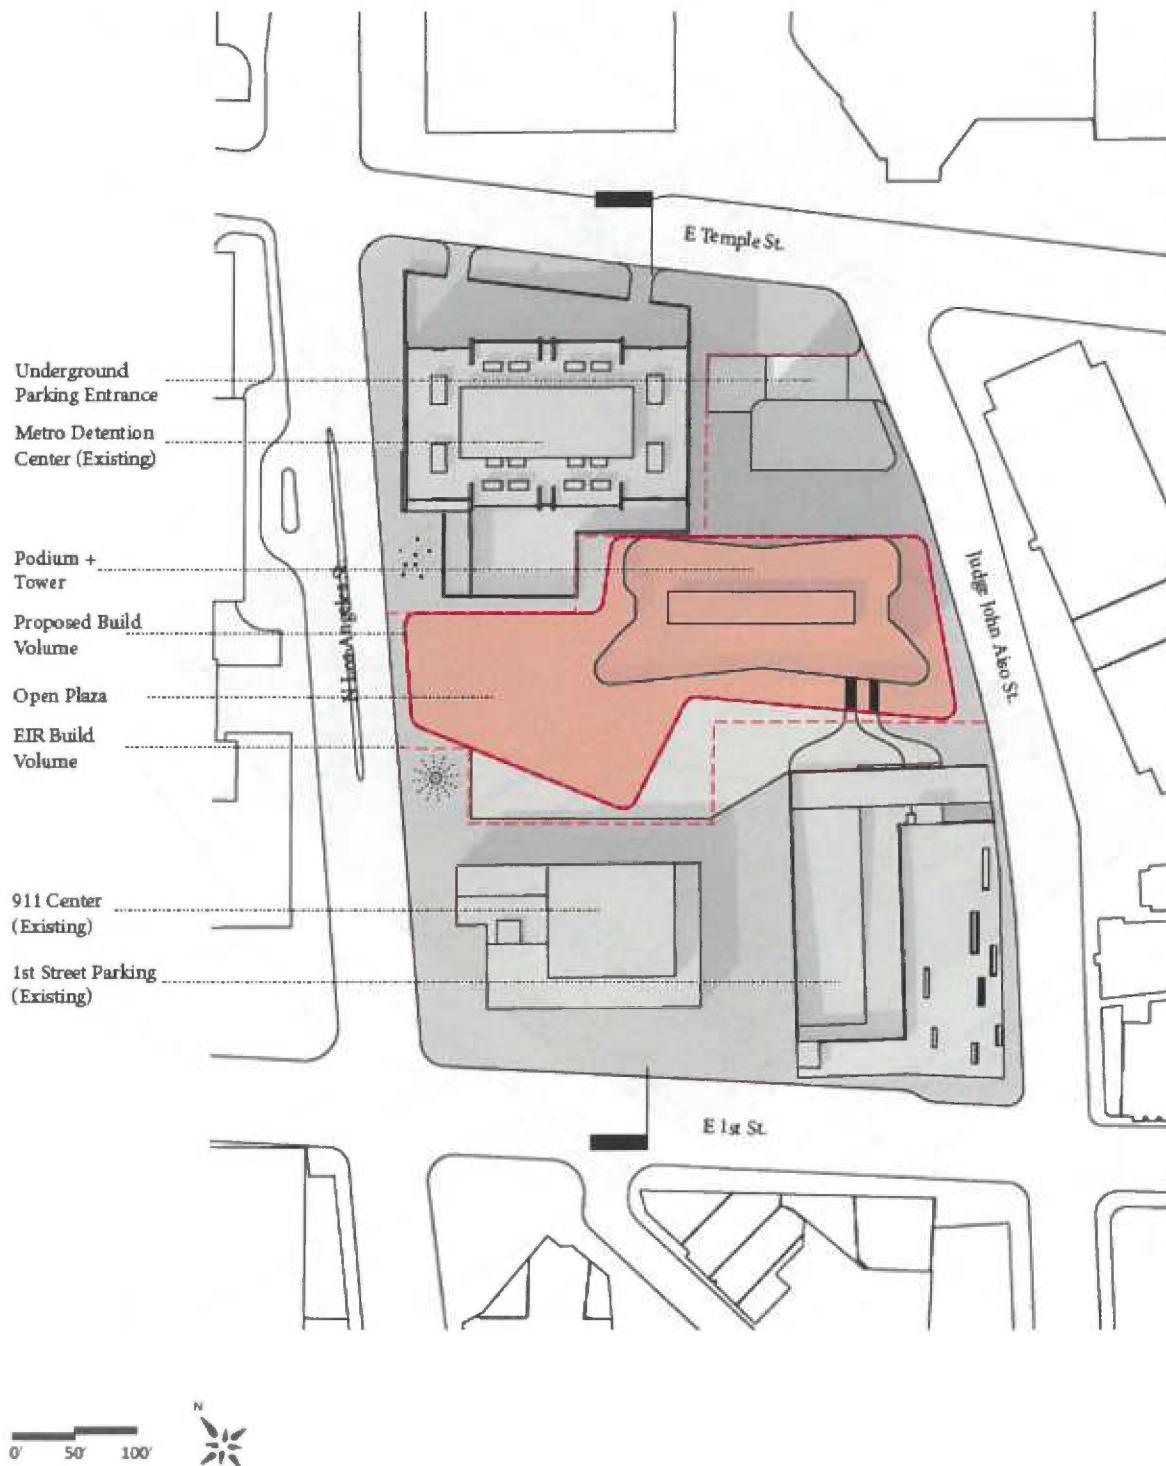 E Temple St.
Underground
Parking Entrance
Metro Detention
Center (Existing)
Podium +
Tower
Proposed Build
Volume
Open Plaza
EIR Build
Volume
N Los Angeles St.
Judge John Aiso St.
911 Center
(Existing)
1st Street Parking
(Existing)
E 1st St.
N
0' 50' 100'